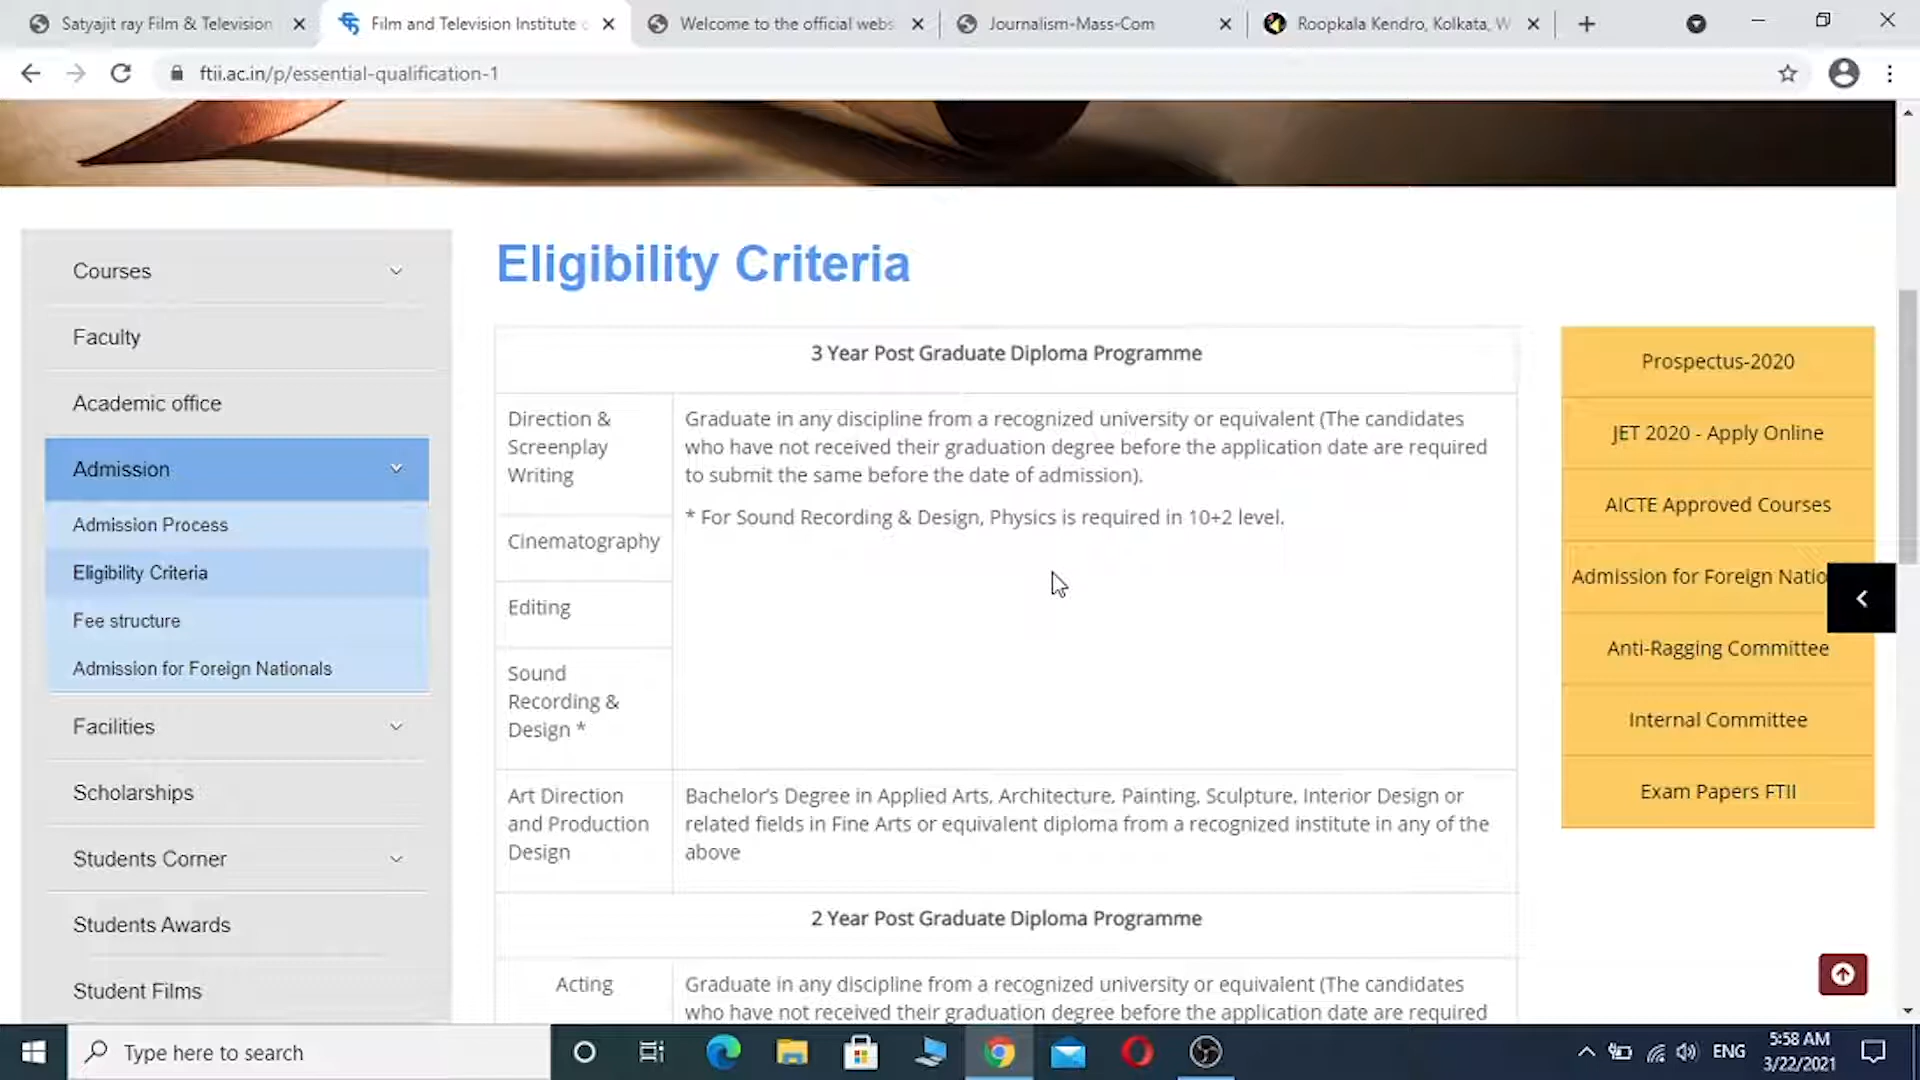 Satyajit ray Film & Television
Film and Television Institute
Welcome to the official webs
Journalism-Mass-Com
Roopkala Kendro, Kolkata, W
ftii.ac.in/p/essential-qualification-1
Courses
Faculty
Academic office
Admission
Admission Process
Eligibility Criteria
Fee structure
Admission for Foreign Nationals
Facilities
Scholarships
Students Corner
Students Awards
Student Films
Eligibility Criteria
3 Year Post Graduate Diploma Programme
Direction &
Screenplay
Writing
Graduate in any discipline from a recognized university or equivalent (The candidates
who have not received their graduation degree before the application date are required
to submit the same before the date of admission).
* For Sound Recording & Design, Physics is required in 10+2 level.
Cinematography
Editing
Sound
Recording &
Design *
Art Direction
and Production
Design
Bachelor's Degree in Applied Arts, Architecture, Painting, Sculpture, Interior Design or
related fields in Fine Arts or equivalent diploma from a recognized institute in any of the
above
2 Year Post Graduate Diploma Programme
Acting
Graduate in any discipline from a recognized university or equivalent (The candidates
who have not received their graduation degree before the application date are required
Prospectus-2020
JET 2020 - Apply Online
AICTE Approved Courses
Admission for Foreign Natio
Anti-Ragging Committee
Internal Committee
Exam Papers FTII
Type here to search
ENG
5:58 AM
3/22/2021